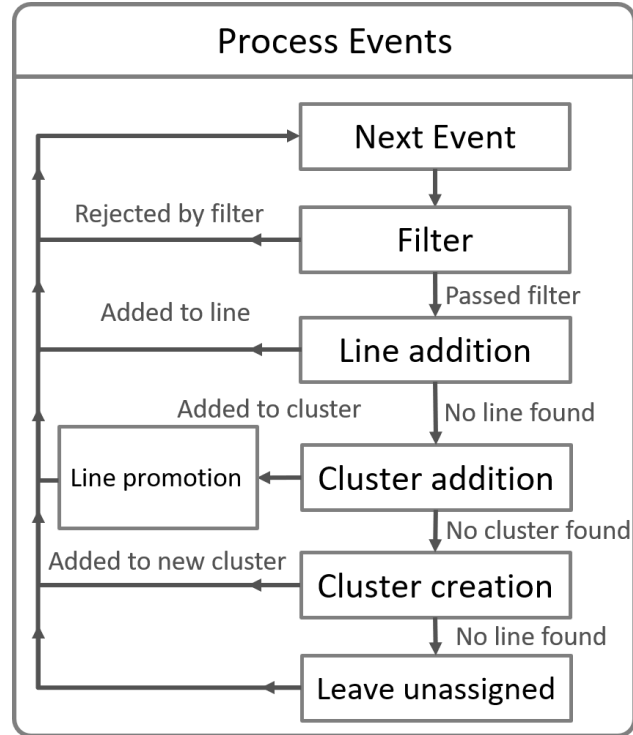 Process Events
Next Event
Rejected by filter
Filter
Passed filter
Added to line
Line addition
Added to cluster
No line found
Line promotion
Cluster addition
No cluster found
Added to new cluster
Cluster creation
No line found
Leave unassigned